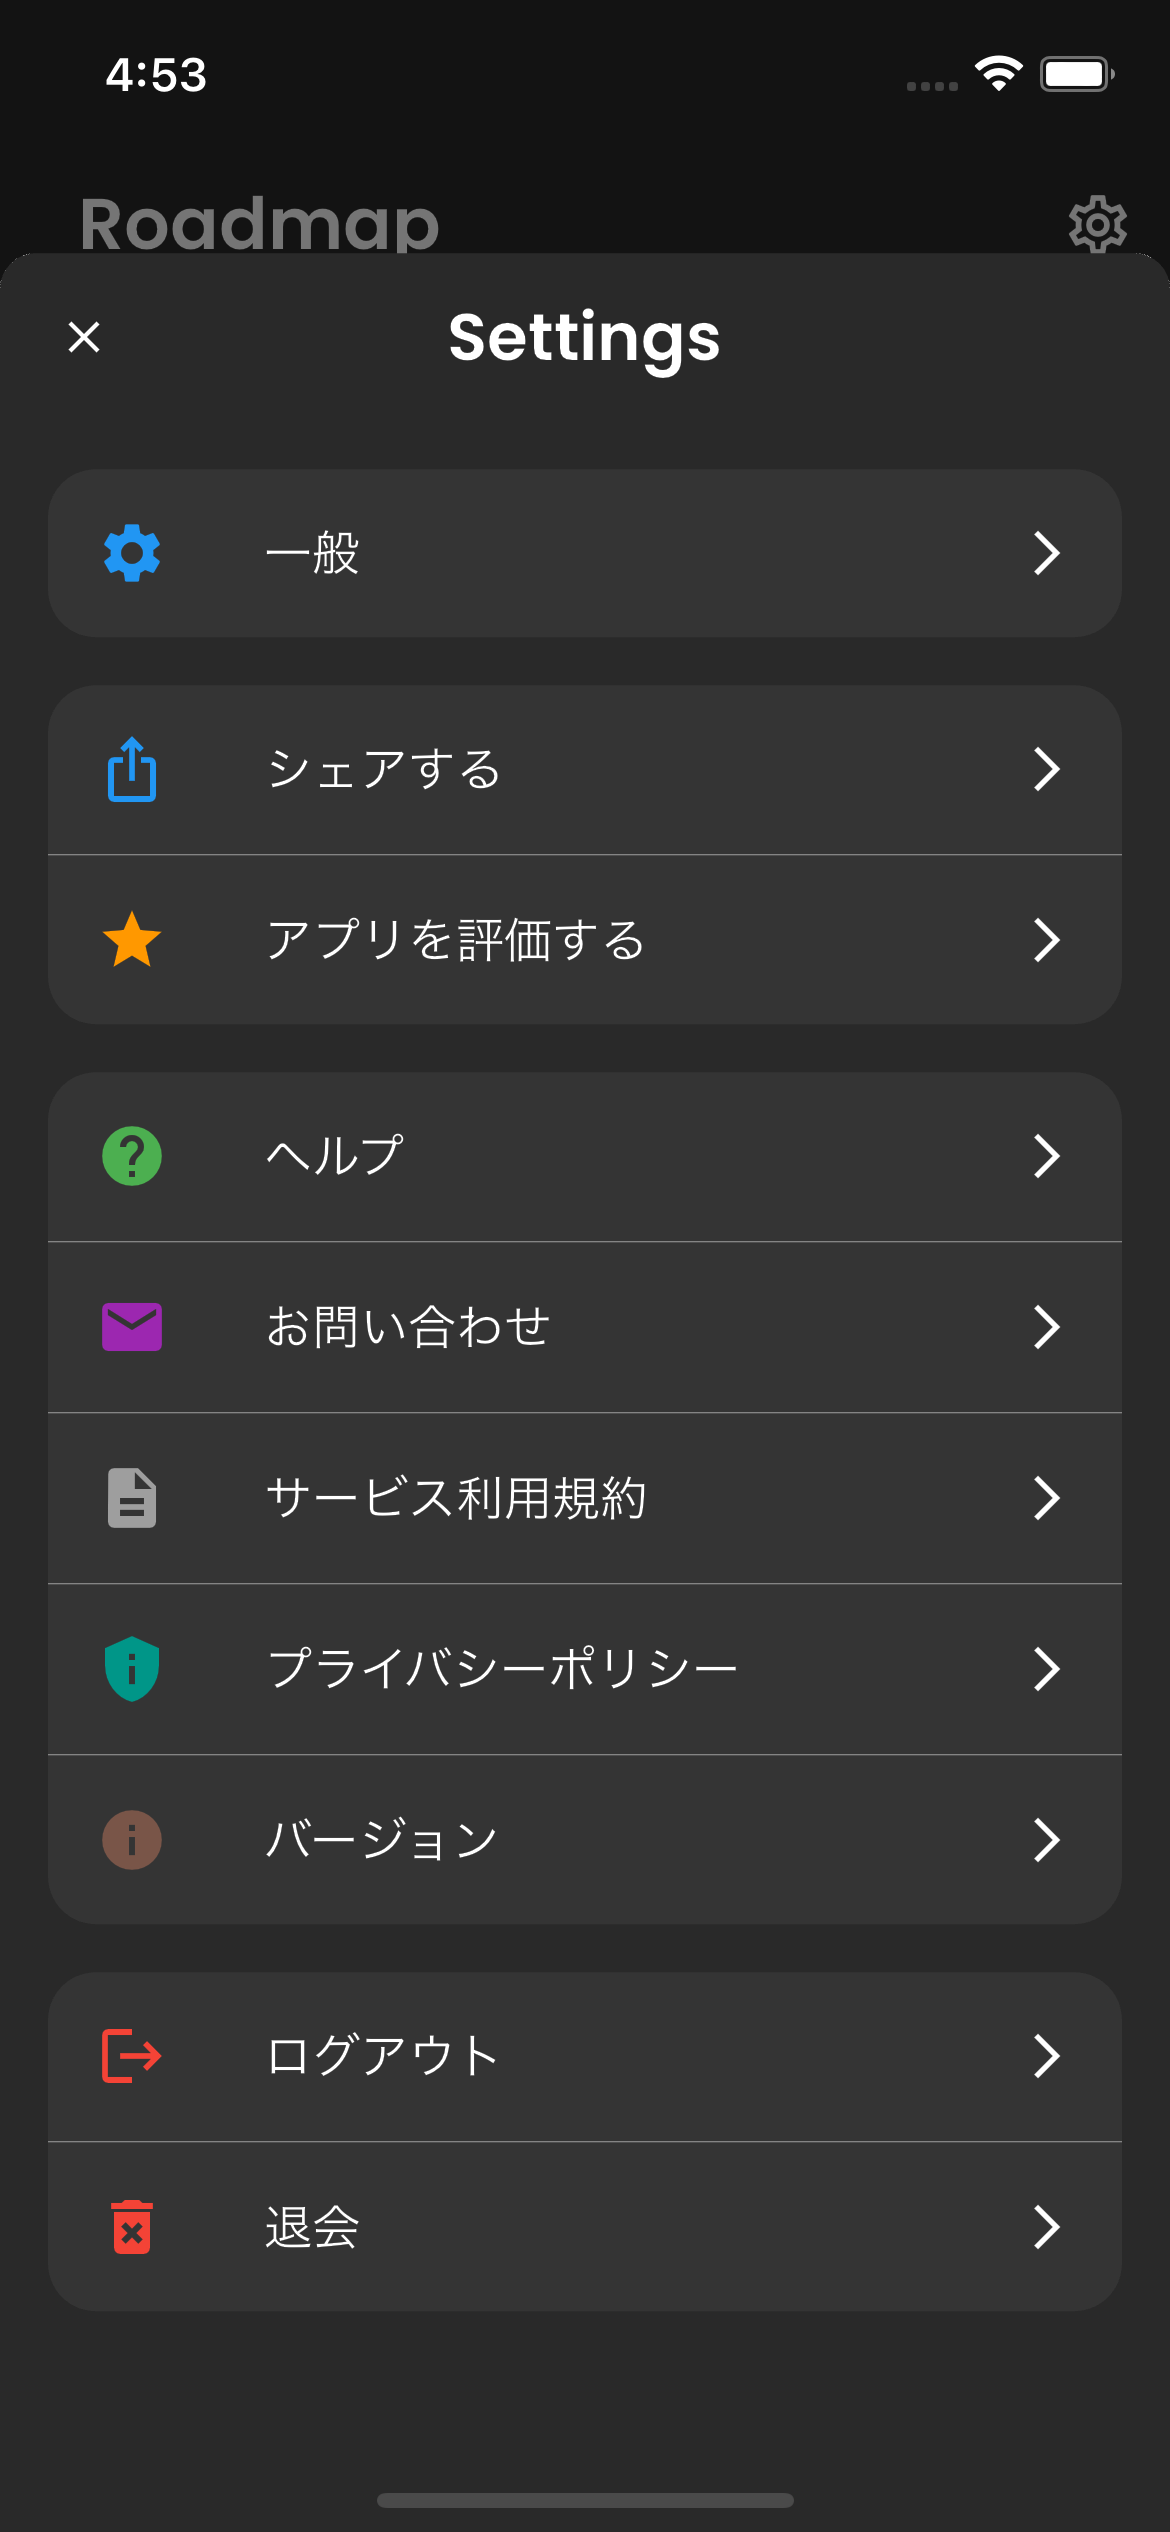 4:53
Roadmap
Settings
一般
シェアする
アプリを評価する
ヘルプ
お問い合わせ
サービス利用規約
プライバシーポリシー
バージョン
ログアウト
退会